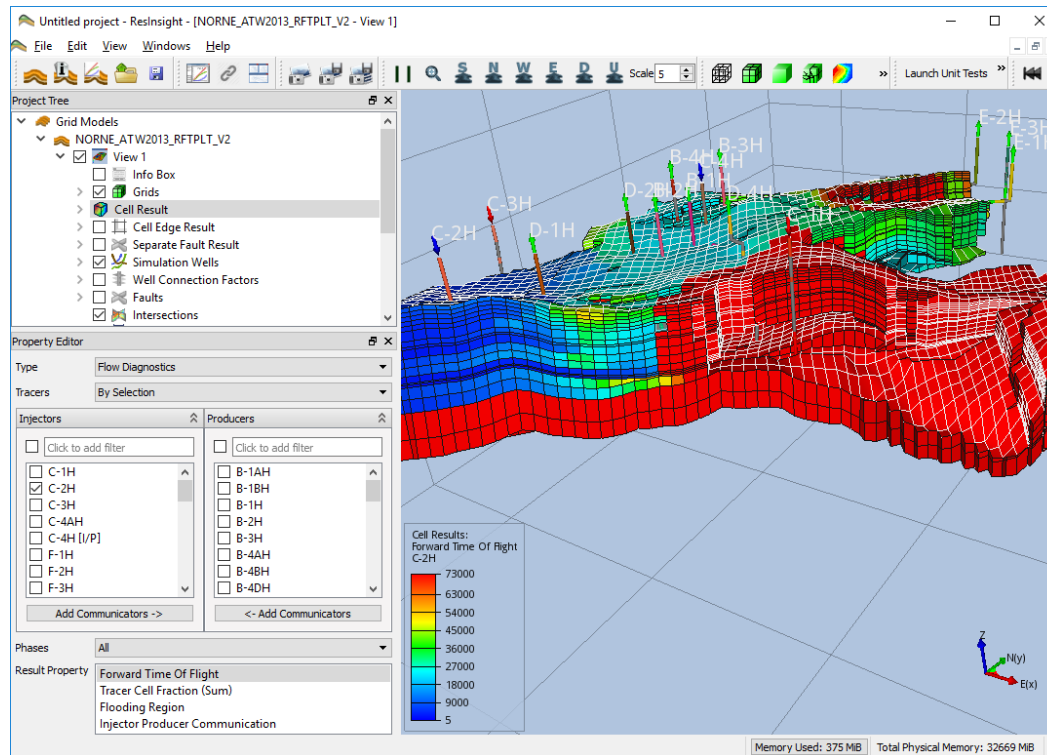 Untitled project - ResInsight - [NORNE_ATW2013_RFTPLT_V2 - View 1]
File Edit View Windows Help
S N W E D U Scale 5 » Launch Unit Tests »
Project Tree
Grid Models
NORNE_ATW2013_RFTPLT_V2
View 1
Info Box
Grids
Cell Result
Cell Edge Result
Separate Fault Result
Simulation Wells
Well Connection Factors
Faults
Intersections
Property Editor
Type Flow Diagnostics
Tracers By Selection
Injectors Producers
Click to add filter Click to add filter
C-1H B-1AH
C-2H B-1BH
C-3H B-1H
C-4AH B-2H
C-4H [I/P] B-3H
F-1H B-4AH
F-2H B-4BH
F-3H B-4DH
Add Communicators -> <- Add Communicators
Phases All
Result Property Forward Time Of Flight
Tracer Cell Fraction (Sum)
Flooding Region
Injector Producer Communication
E-2H
E-3H
E-1H
B-3H
B-4H
B-1H
D-4H
C-3H
C-1H
C-2H
D-1H
Cell Results:
Forward Time Of Flight
C-2H
73000
63000
54000
45000
36000
27000
18000
9000
5
Z
N(y)
E(x)
Memory Used: 375 MiB Total Physical Memory: 32669 MiB